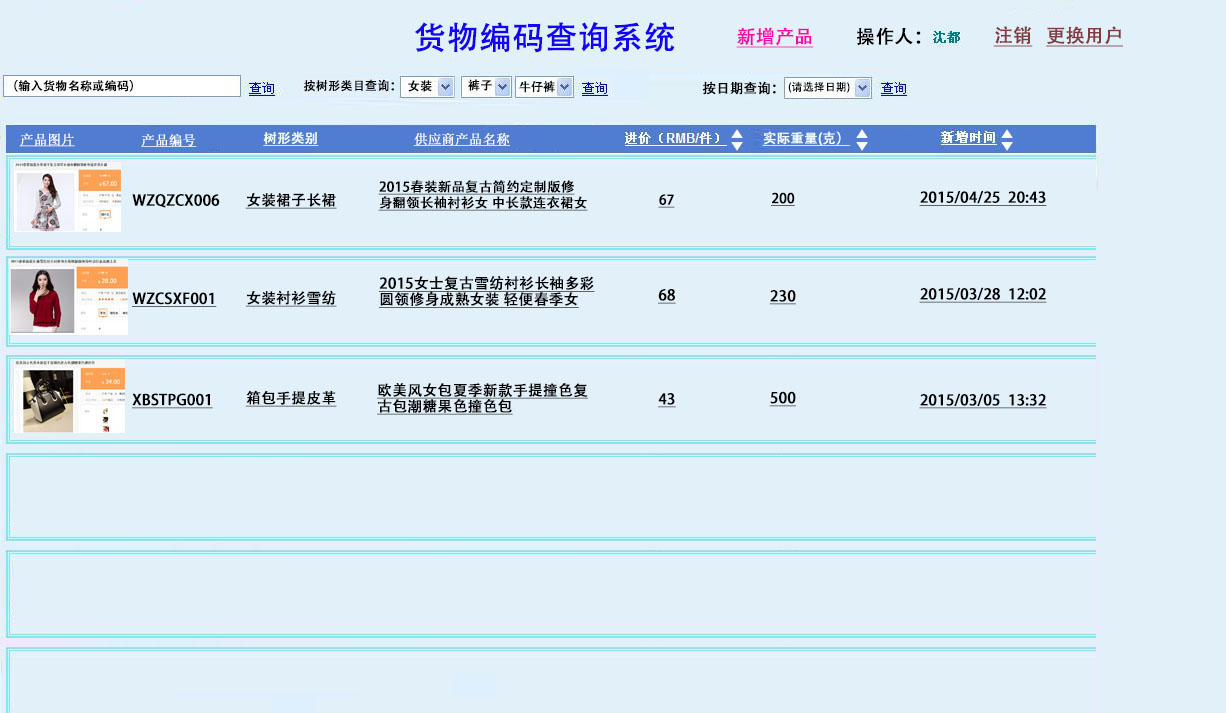 货物编码查询系统 新增产品 操作人：沈都 注销 更换用户
（输入货物名称或编码） 查询 按树形类目查询： 女装 裤子 牛仔裤 查询 按日期查询： (请选择日期) 查询
产品图片 产品编号 树形类别 供应商产品名称 进价（RMB/件） 实际重量(克） 新增时间
67.00
WZQZCX006 女装裙子长裙
2015春装新品复古简约定制版修
身翻领长袖衬衫女 中长款连衣裙女
67 200 2015/04/25 20:43
WZCSXF001 女装衬衫雪纺
2015女士复古雪纺衬衫长袖多彩
圆领修身成熟女装 轻便春季女
68 230 2015/03/28 12:02
XBSTPG001 箱包手提皮革
欧美风女包夏季新款手提撞色复
古包潮糖果色撞色包
43 500 2015/03/05 13:32